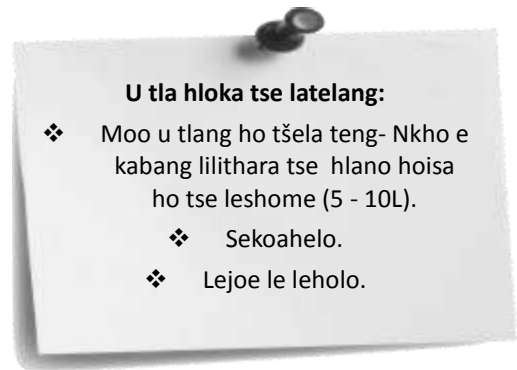 U tla hloka tse latelang:
❖ Moo u tlang ho tšela teng- Nkho e
kabang lilithara tse hlano hoisa
ho tse leshome (5 - 10L).
❖ Sekoahelo.
❖ Lejoe le leholo.